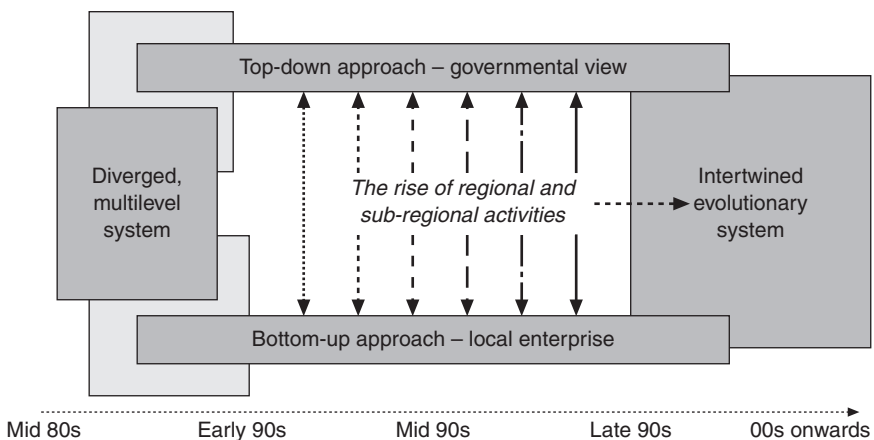 Top-down approach – governmental view
Diverged,
multilevel
system
The rise of regional and
sub-regional activities
Intertwined
evolutionary
system
Bottom-up approach – local enterprise
Mid 80s Early 90s Mid 90s Late 90s 00s onwards